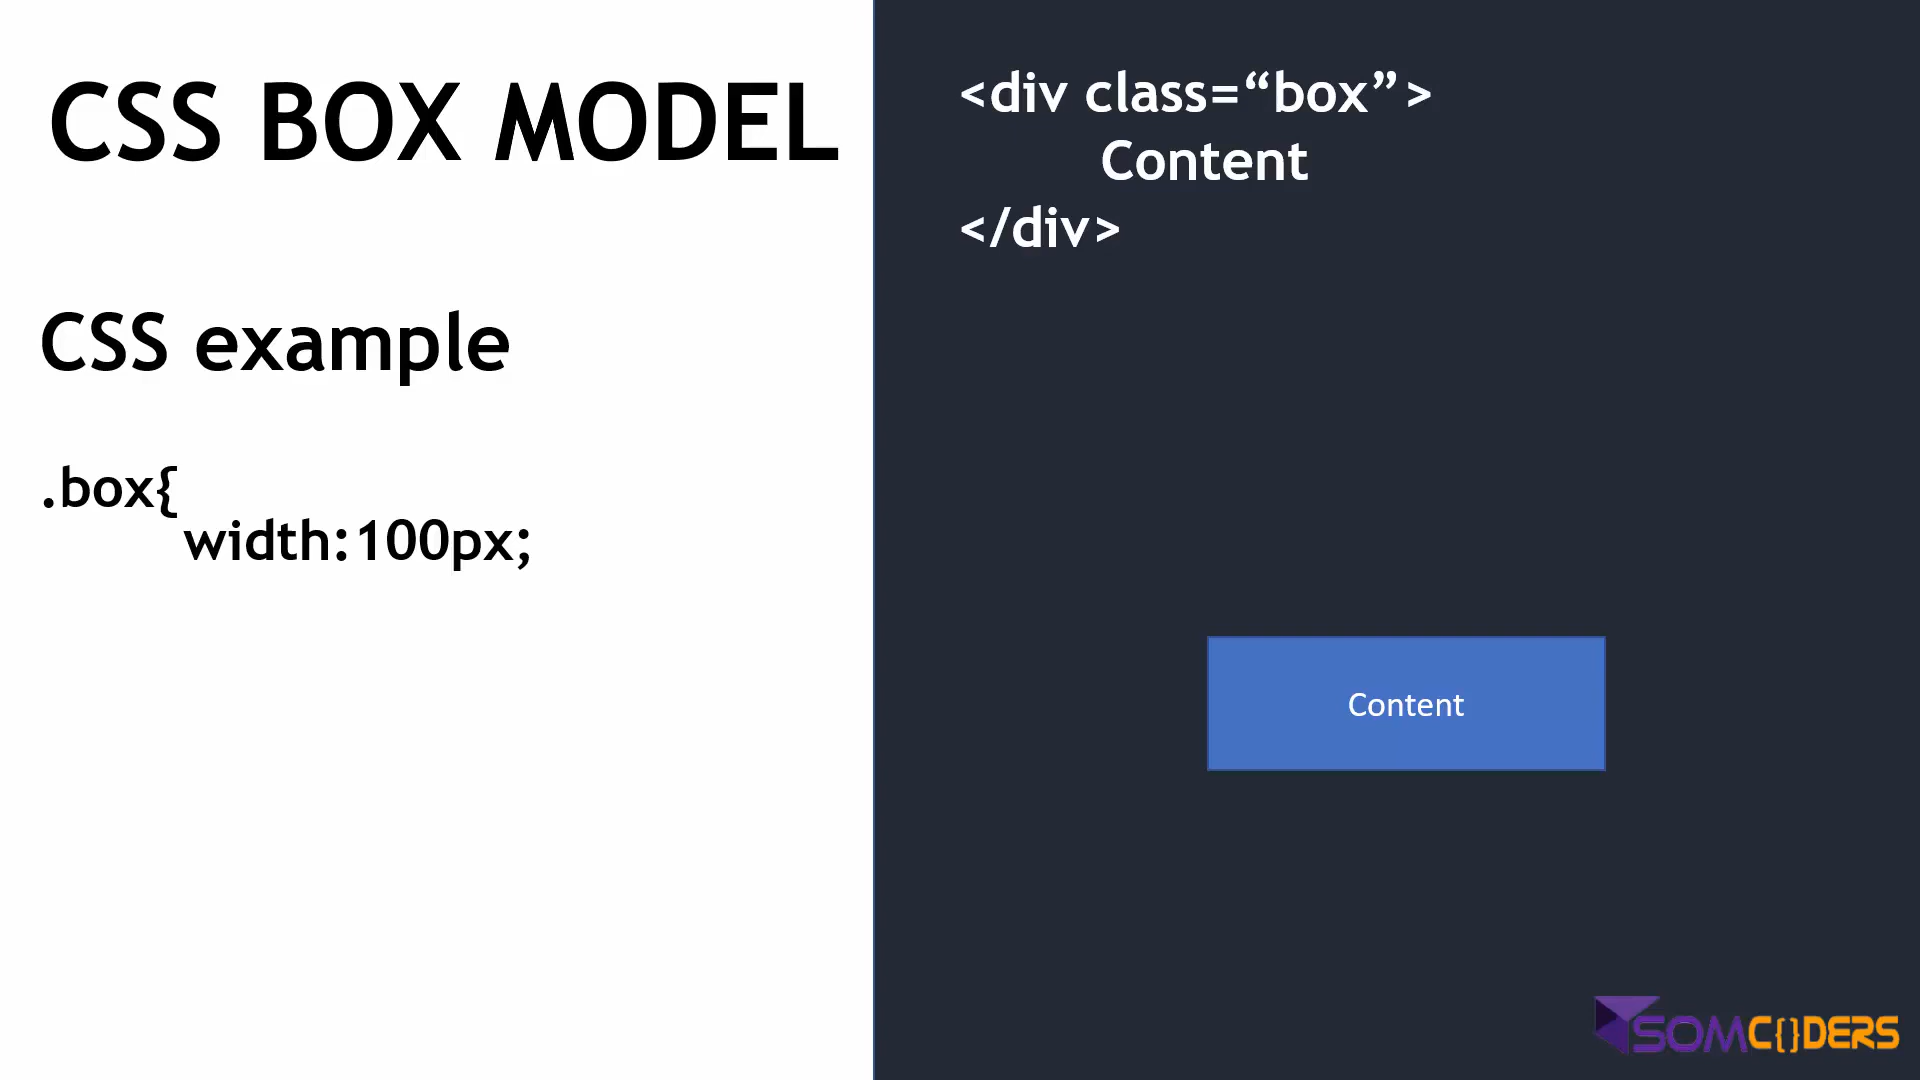 CSS BOX MODEL
CSS example
.box{
width:100px;
<div class=“box”>
Content
</div>
Content
SOMC{}DERS